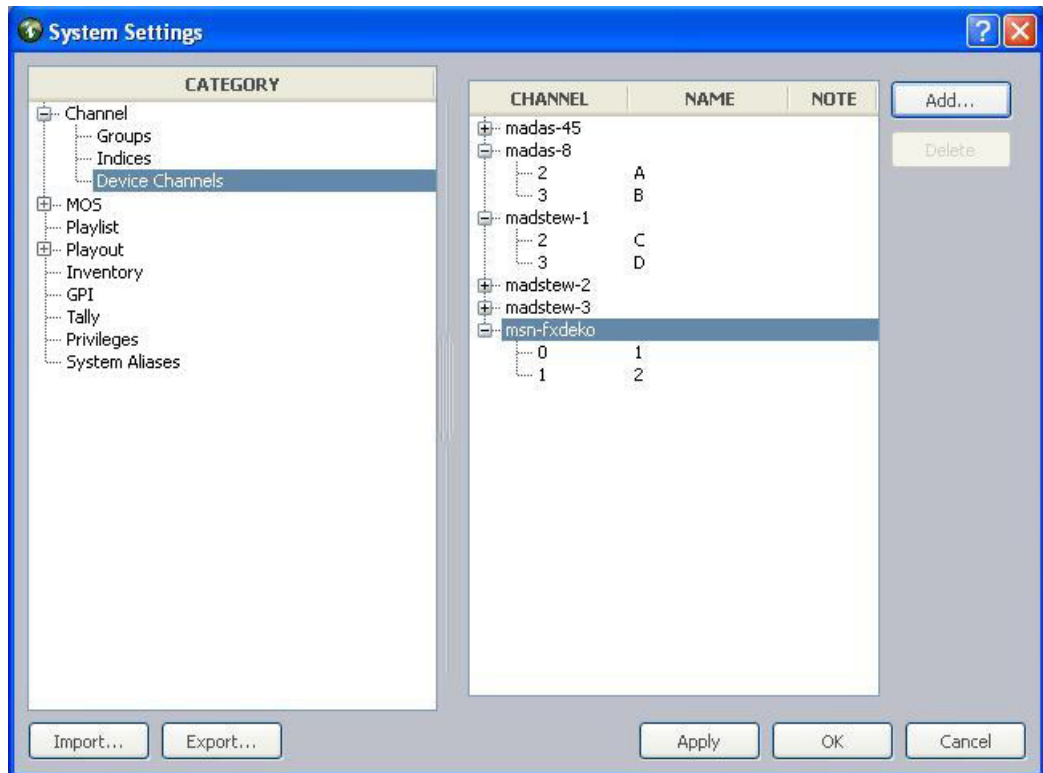 System Settings
CATEGORY
Channel
Groups
Indices
Device Channels
MOS
Playlist
Playout
Inventory
GPI
Tally
Privileges
System Aliases
CHANNEL NAME NOTE
madas-45
madas-8
2 A
3 B
madstew-1
2 C
3 D
madstew-2
madstew-3
msn-fxdeko
0 1
1 2
Add...
Delete
Import... Export... Apply OK Cancel